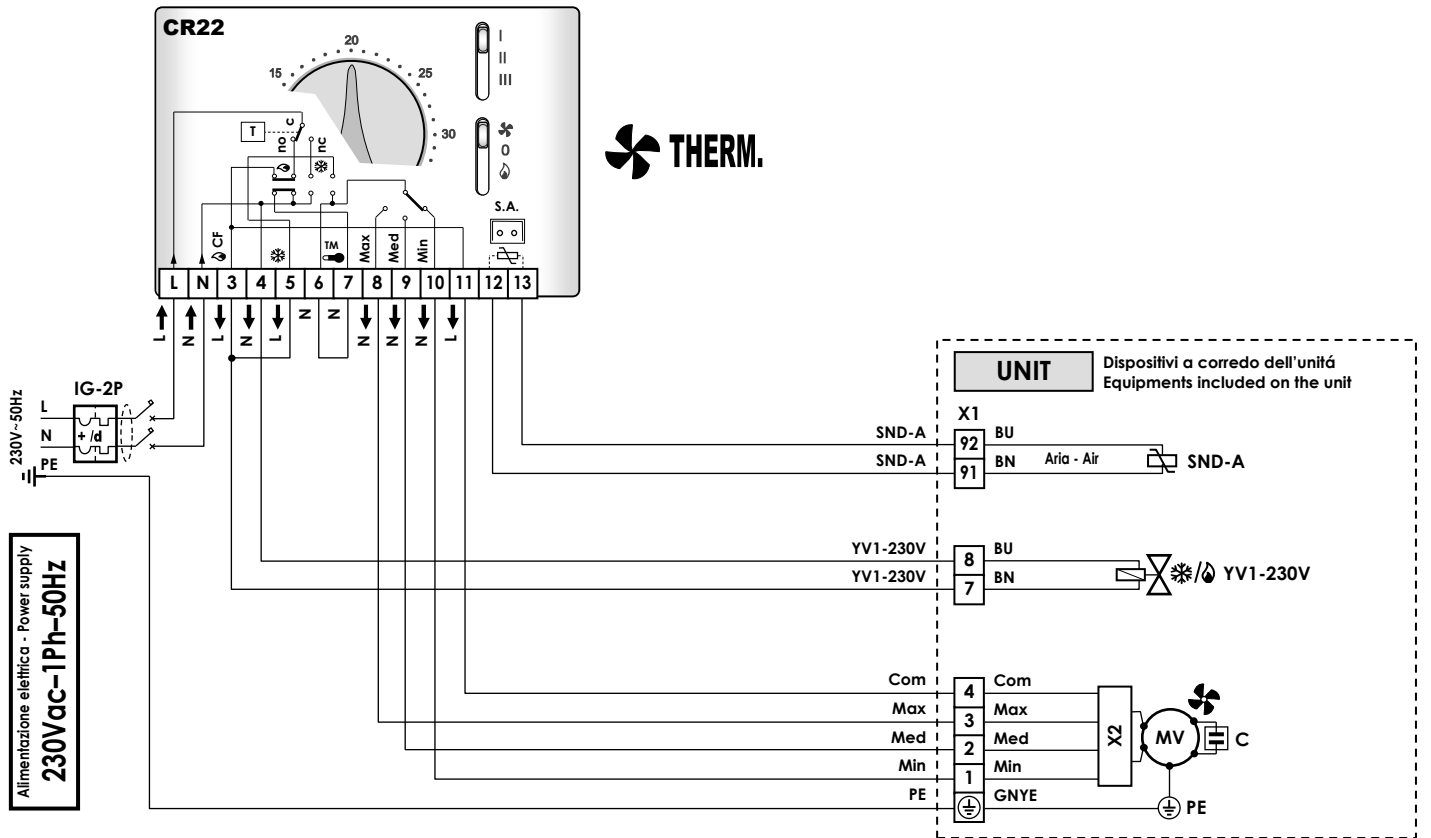 CR22
15
20
25
30
I
II
III
0
THERM.
T
c
no
nc
S.A.
CF
TM
Max
Med
Min
L N 3 4 5 6 7 8 9 10 11 12 13
L
N
L
N
L
N
N
N
N
N
L
230V~50Hz
IG-2P
L
N
PE
+ /d
Alimentazione elettrica - Power supply
230Vac–1Ph–50Hz
UNIT
Dispositivi a corredo dell'unitá
Equipments included on the unit
X1
SND-A 92 BU
SND-A 91 BN Aria - Air
SND-A
YV1-230V 8 BU
YV1-230V 7 BN
/ YV1-230V
Com 4 Com
Max 3 Max
Med 2 Med
Min 1 Min
PE GNYE
X2
MV
C
PE